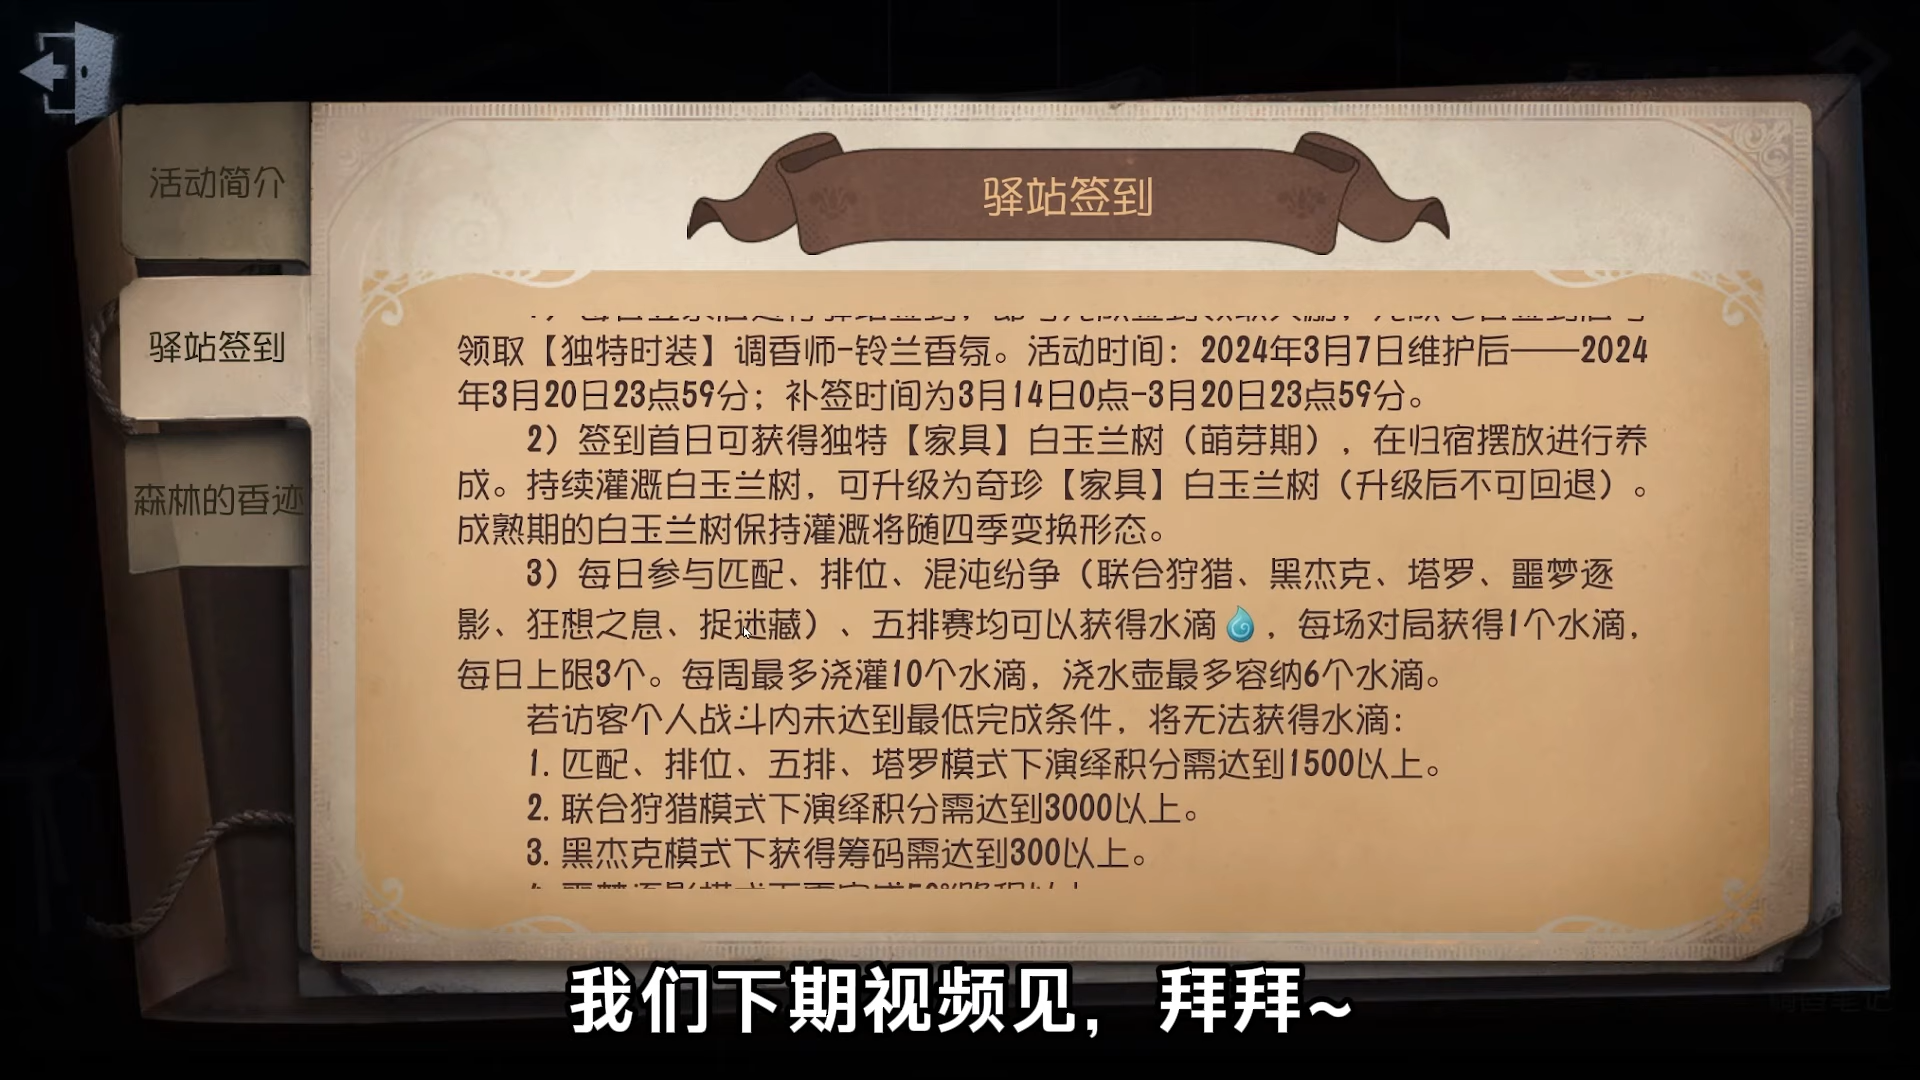 驿站签到
活动简介
驿站签到
森林的香迹
领取【独特时装】调香师-铃兰香氛。活动时间：2024年3月7日维护后——2024
年3月20日23点59分；补签时间为3月14日0点-3月20日23点59分。
2）签到首日可获得独特【家具】白玉兰树（萌芽期），在归宿摆放进行养
成。持续灌溉白玉兰树，可升级为奇珍【家具】白玉兰树（升级后不可回退）。
成熟期的白玉兰树保持灌溉将随四季变换形态。
3）每日参与匹配、排位、混沌纷争（联合狩猎、黑杰克、塔罗、噩梦逐
影、狂想之息、捉迷藏）、五排赛均可以获得水滴，每场对局获得1个水滴，
每日上限3个。每周最多浇灌10个水滴，浇水壶最多容纳6个水滴。
若访客个人战斗内未达到最低完成条件，将无法获得水滴：
1. 匹配、排位、五排、塔罗模式下演绎积分需达到1500以上。
2. 联合狩猎模式下演绎积分需达到3000以上。
3. 黑杰克模式下获得筹码需达到300以上。
我们下期视频见，拜拜~